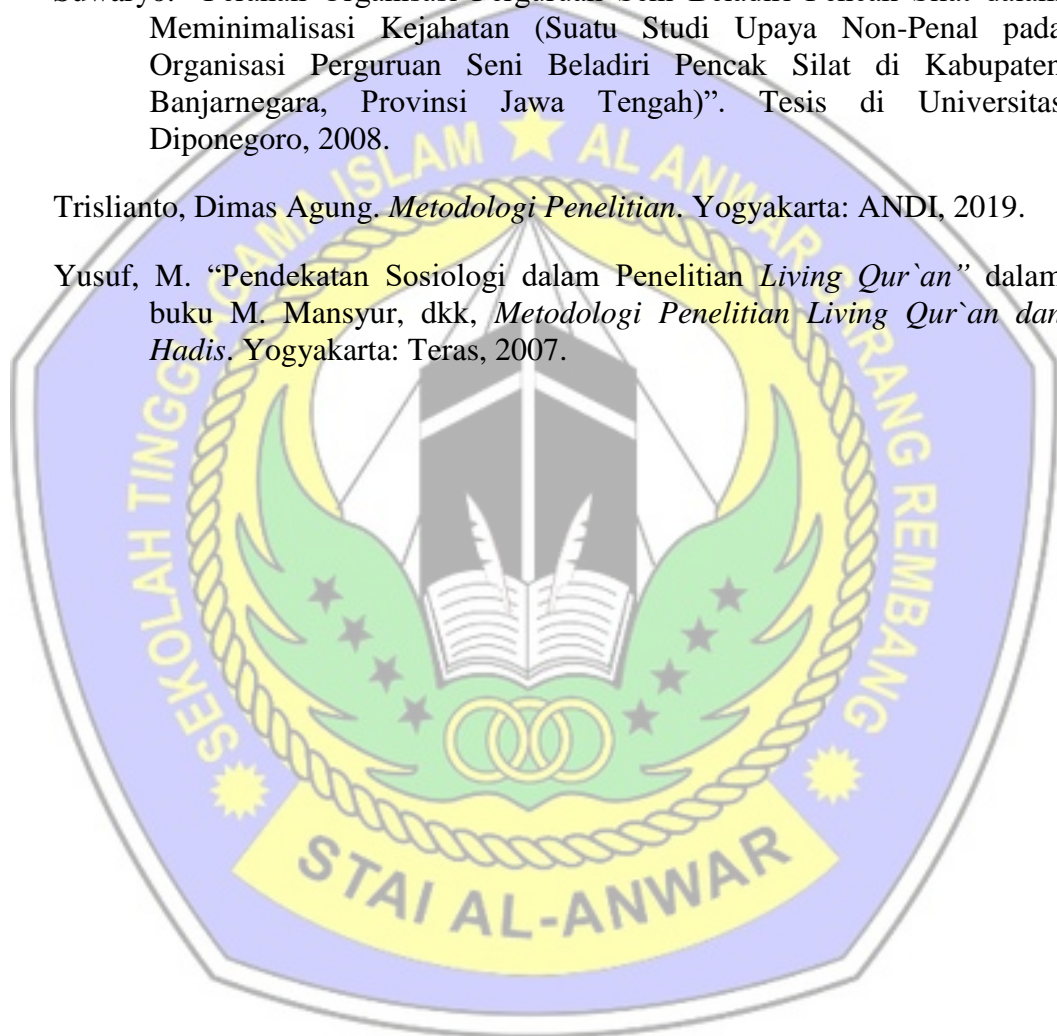 Suwaryo. "Peranan Organisasi Perguruan Seni Beladiri Pencak Silat dalam
Meminimalisasi Kejahatan (Suatu Studi Upaya Non-Penal pada
Organisasi Perguruan Seni Beladiri Pencak Silat di Kabupaten
Banjarnegara, Provinsi Jawa Tengah)”. Tesis di Universitas
Diponegoro, 2008.
Trislianto, Dimas Agung. Metodologi Penelitian. Yogyakarta: ANDI, 2019.
Yusuf, M. “Pendekatan Sosiologi dalam Penelitian Living Qur`an” dalam
buku M. Mansyur, dkk, Metodologi Penelitian Living Qur`an dan
Hadis. Yogyakarta: Teras, 2007.
SEKOLAH TINGGI AGAMA ISLAM AL ANWAR SARANG REMBANG
STAI AL-ANWAR